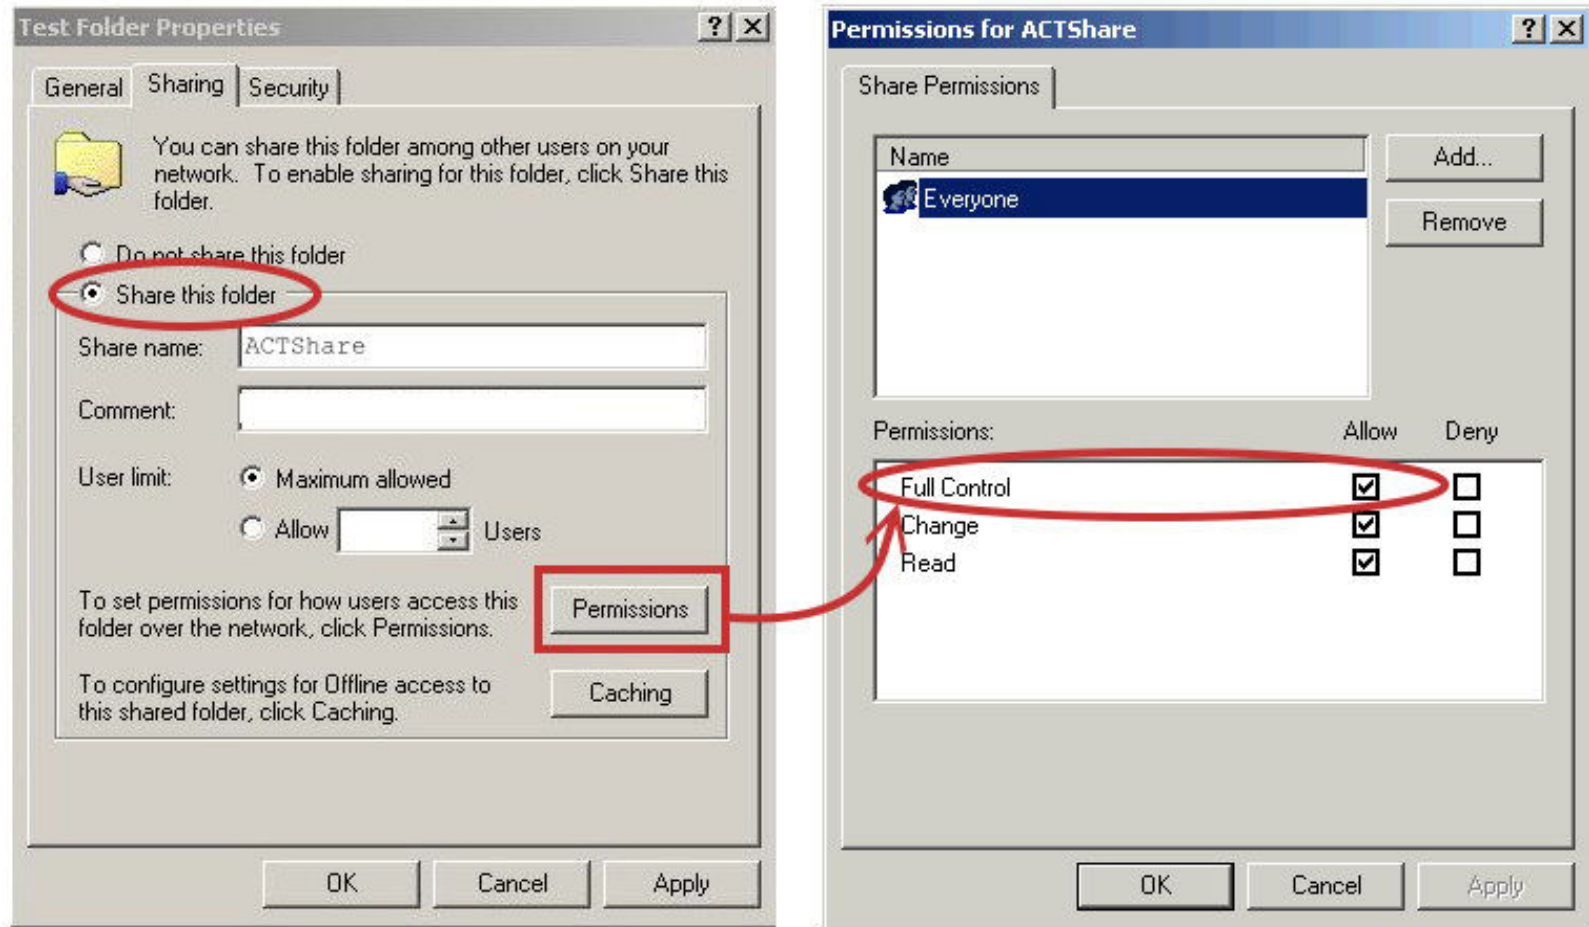 Test Folder Properties
General Sharing Security
You can share this folder among other users on your
network. To enable sharing for this folder, click Share this
folder.
Do not share this folder
Share this folder
Share name: ACTShare
Comment:
User limit: Maximum allowed
Allow Users
To set permissions for how users access this
folder over the network, click Permissions.
Permissions
To configure settings for Offline access to
this shared folder, click Caching.
Caching
OK Cancel Apply
Permissions for ACTShare
Share Permissions
Name
Everyone
Add...
Remove
Permissions: Allow Deny
Full Control
Change
Read
OK Cancel Apply